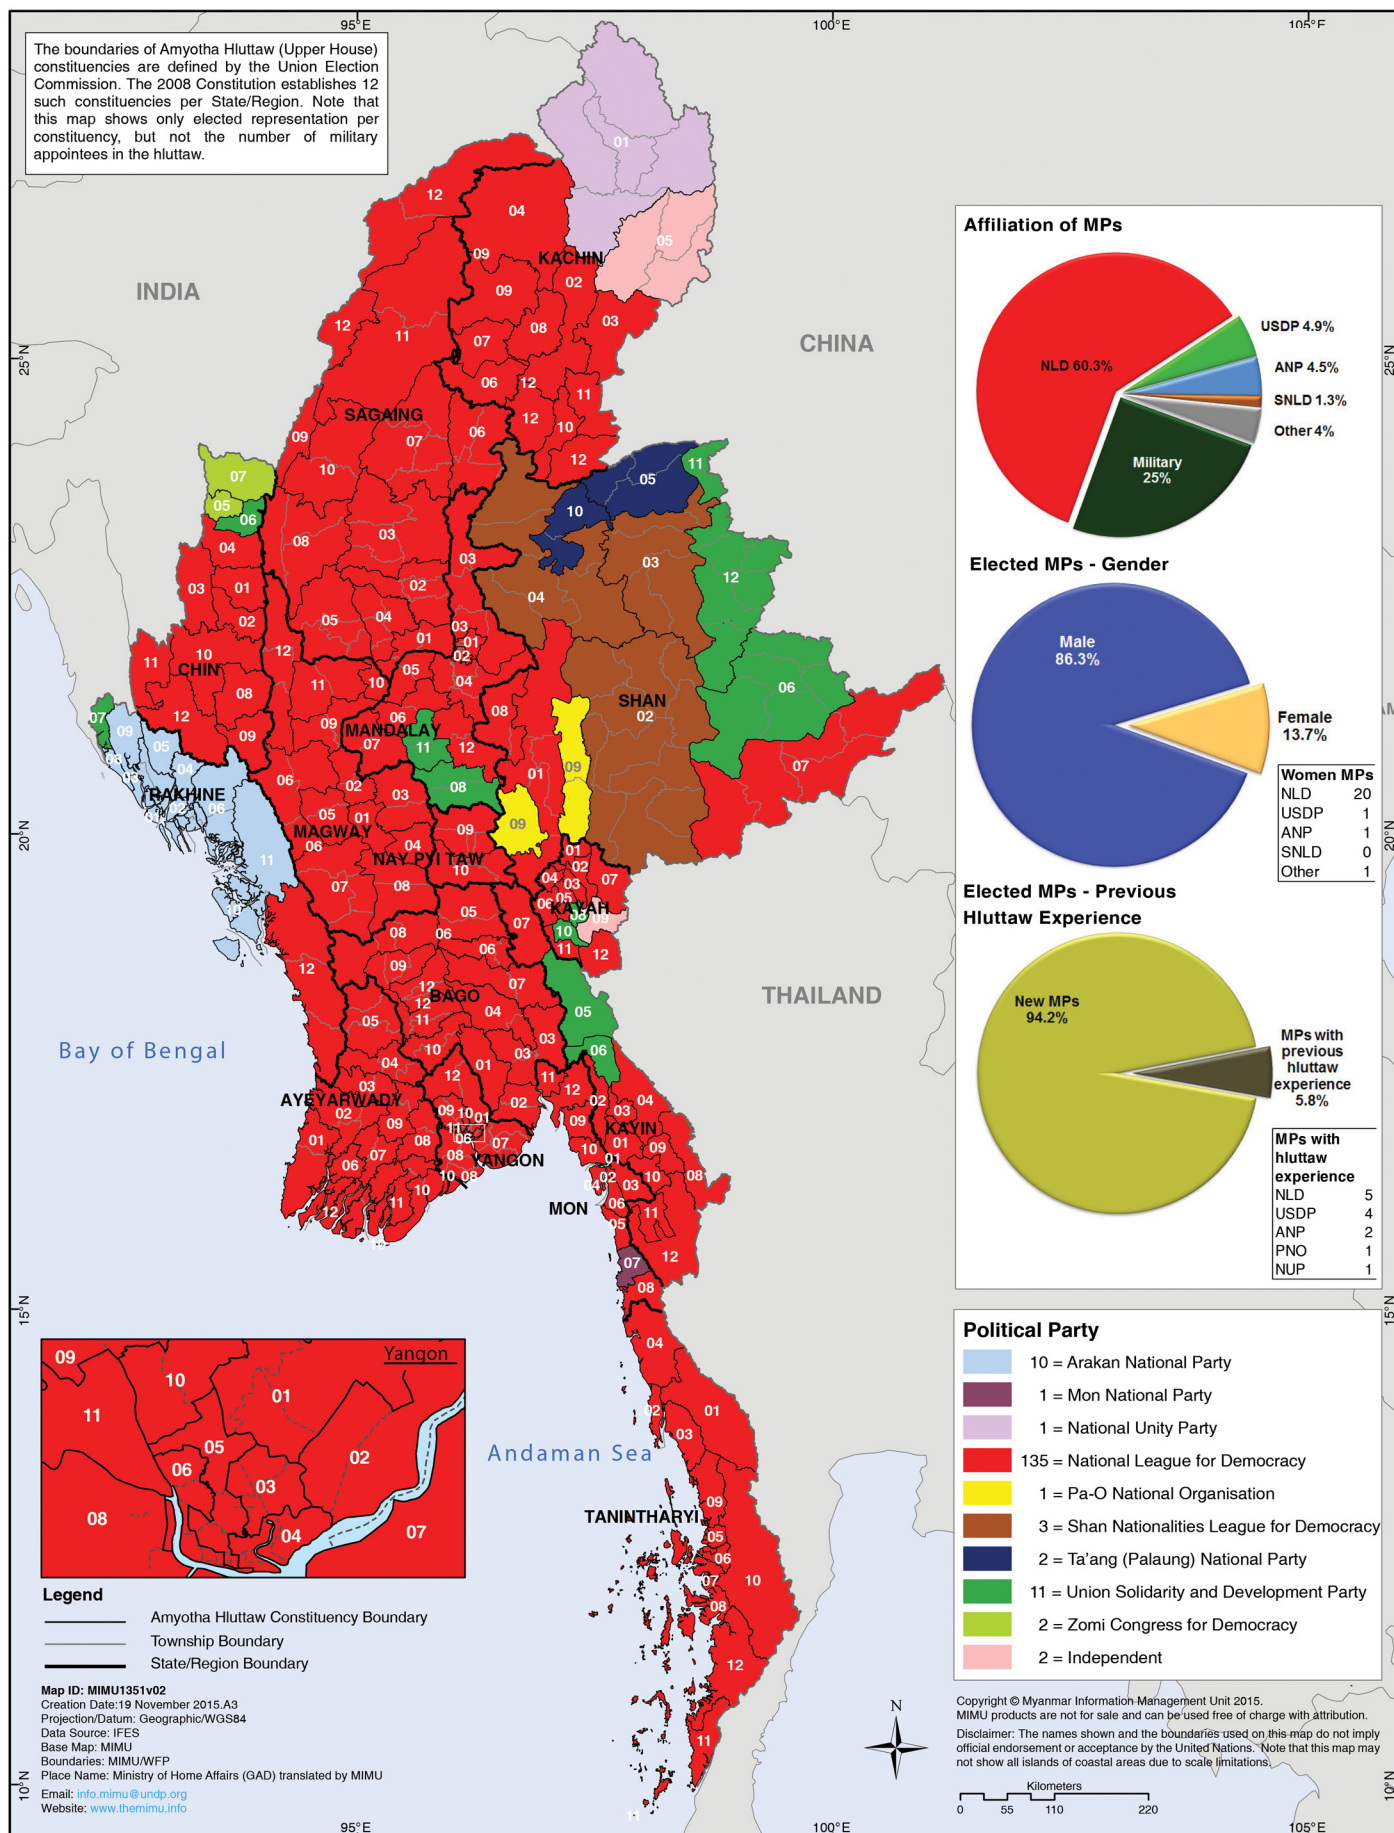 95°E
100°E
105°E
The boundaries of Amyotha Hluttaw (Upper House)
constituencies are defined by the Union Election
Commission. The 2008 Constitution establishes 12
such constituencies per State/Region. Note that
this map shows only elected representation per
constituency, but not the number of military
appointees in the hluttaw.
INDIA
CHINA
THAILAND
Bay of Bengal
Andaman Sea
KACHIN
SAGAING
CHIN
SHAN
MANDALAY
RAKHINE
MAGWAY
NAY PYI TAW
KAYAH
BAGO
AYEYARWADY
YANGON
KAYIN
MON
TANINTHARYI
25°N
20°N
15°N
10°N
Affiliation of MPs
NLD 60.3%
USDP 4.9%
ANP 4.5%
SNLD 1.3%
Other 4%
Military
25%
Elected MPs - Gender
Male
86.3%
Female
13.7%
Women MPs
NLD 20
USDP 1
ANP 1
SNLD 0
Other 1
Elected MPs - Previous
Hluttaw Experience
New MPs
94.2%
MPs with
previous
hluttaw
experience
5.8%
MPs with
hluttaw
experience
NLD 5
USDP 4
ANP 2
PNO 1
NUP 1
Political Party
10 = Arakan National Party
1 = Mon National Party
1 = National Unity Party
135 = National League for Democracy
1 = Pa-O National Organisation
3 = Shan Nationalities League for Democracy
2 = Ta'ang (Palaung) National Party
11 = Union Solidarity and Development Party
2 = Zomi Congress for Democracy
2 = Independent
Yangon
09
10
01
11
05
02
06
03
08
04
07
Legend
Amyotha Hluttaw Constituency Boundary
Township Boundary
State/Region Boundary
Map ID: MIMU1351v02
Creation Date:19 November 2015.A3
Projection/Datum: Geographic/WGS84
Data Source: IFES
Base Map: MIMU
Boundaries: MIMU/WFP
Place Name: Ministry of Home Affairs (GAD) translated by MIMU
Email: info.mimu@undp.org
Website: www.themimu.info
N
Copyright © Myanmar Information Management Unit 2015.
MIMU products are not for sale and can be used free of charge with attribution.
Disclaimer: The names shown and the boundaries used on this map do not imply
official endorsement or acceptance by the United Nations. Note that this map may
not show all islands of coastal areas due to scale limitations.
Kilometers
0 55 110 220
95°E
100°E
105°E